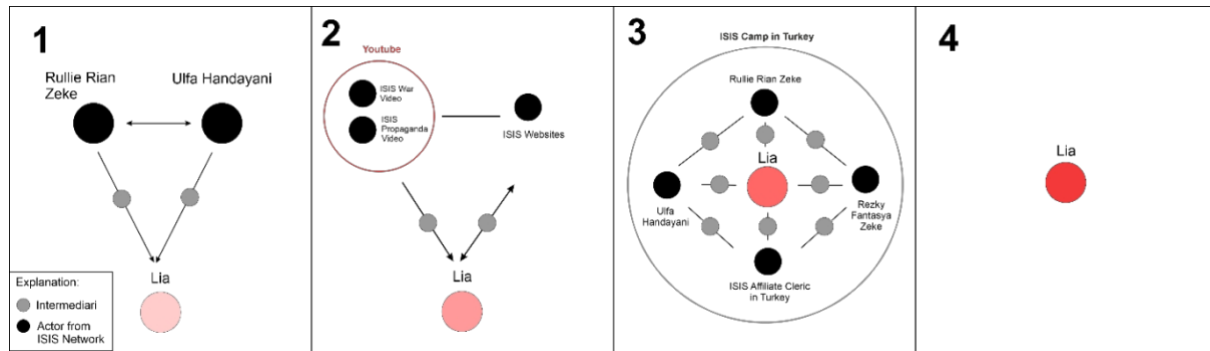 1
Rullie Rian
Zeke
Ulfa Handayani
Lia
Explanation:
Intermediari
Actor from
ISIS Network
2
Youtube
ISIS War
Video
ISIS
Propaganda
Video
ISIS Websites
Lia
3
ISIS Camp in Turkey
Rullie Rian Zeke
Lia
Ulfa
Handayani
Rezky
Fantasya
Zeke
ISIS Affiliate Cleric
in Turkey
4
Lia